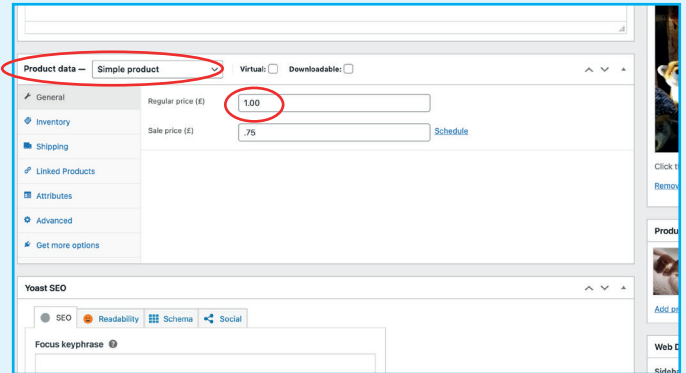 Product data — Simple product Virtual: Downloadable:
General
Regular price (£) 1.00
Inventory
Sale price (£) .75 Schedule
Shipping
Linked Products
Attributes
Advanced
Get more options
Click t
Remov
Produ
Yoast SEO
SEO Readability Schema Social
Add pr
Focus keyphrase
Web D
Sideba